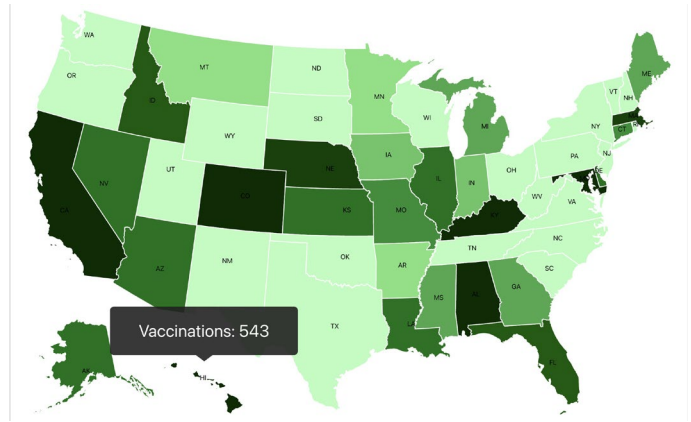 WA
OR
ID
MT
ND
MN
SD
WI
WY
NV
UT
CA
CO
NE
IA
IL
IN
OH
MI
PA
NY
VT
NH
ME
CT
NJ
DE
WV
VA
KY
KS
MO
AZ
NM
OK
AR
TN
NC
SC
MS
AL
GA
TX
LA
FL
AK
HI
Vaccinations: 543